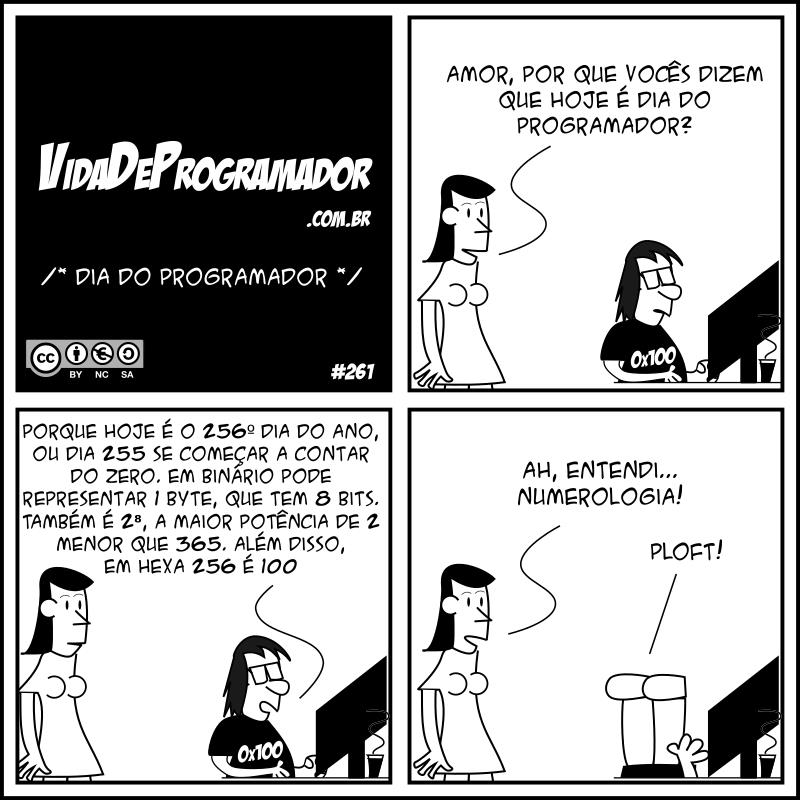 VIDADEPROGRAMADOR
.COM.BR
/* DIA DO PROGRAMADOR */
cc
BY NC SA
#261
AMOR, POR QUE VOCÊS DIZEM
QUE HOJE É DIA DO
PROGRAMADOR?
0x100
PORQUE HOJE É O 256º DIA DO ANO,
OU DIA 255 SE COMEÇAR A CONTAR
DO ZERO. EM BINÁRIO PODE
REPRESENTAR 1 BYTE, QUE TEM 8 BITS.
TAMBÉM É 2⁸, A MAIOR POTÊNCIA DE 2
MENOR QUE 365. ALÉM DISSO,
EM HEXA 256 É 100
0x100
AH, ENTENDI...
NUMEROLOGIA!
PLOFT!